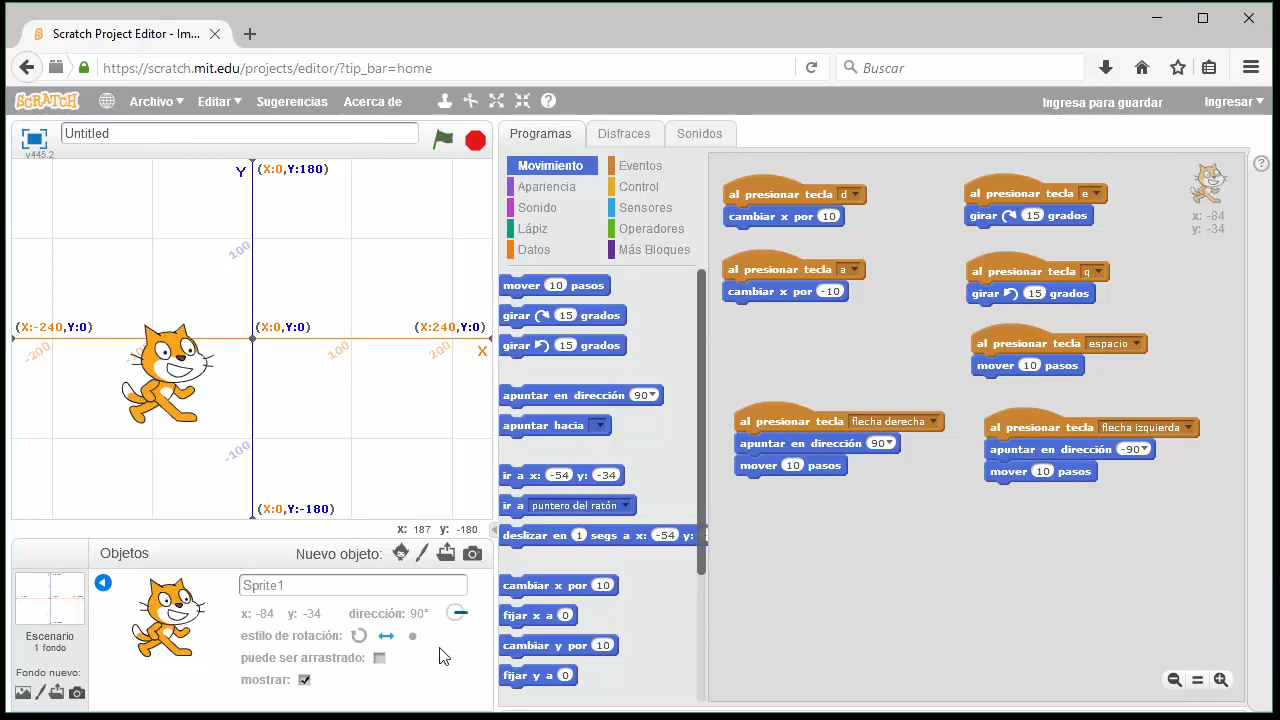 Scratch Project Editor - Im...
https://scratch.mit.edu/projects/editor/?tip_bar=home
Buscar
SCRATCH
Archivo
Editar
Sugerencias
Acerca de
Ingresa para guardar
Ingresar
Untitled
v445.2
Programas
Disfraces
Sonidos
Y
(X:0,Y:180)
100
(X:-240,Y:0)
(X:0,Y:0)
(X:240,Y:0)
-200
100
200
X
-100
(X:0,Y:-180)
x: 187 y: -180
Movimiento
Eventos
Apariencia
Control
Sonido
Sensores
Lápiz
Operadores
Datos
Más Bloques
mover 10 pasos
girar 15 grados
girar 15 grados
apuntar en dirección 90
apuntar hacia
ir a x: -54 y: -34
ir a puntero del ratón
deslizar en 1 segs a x: -54 y:
cambiar x por 10
fijar x a 0
cambiar y por 10
fijar y a 0
al presionar tecla d
cambiar x por 10
al presionar tecla a
cambiar x por -10
al presionar tecla e
girar 15 grados
al presionar tecla q
girar 15 grados
al presionar tecla espacio
mover 10 pasos
al presionar tecla flecha derecha
apuntar en dirección 90
mover 10 pasos
al presionar tecla flecha izquierda
apuntar en dirección -90
mover 10 pasos
x: -84
y: -34
Objetos
Nuevo objeto:
Sprite1
x: -84 y: -34 dirección: 90°
estilo de rotación:
puede ser arrastrado:
mostrar:
Escenario
1 fondo
Fondo nuevo: